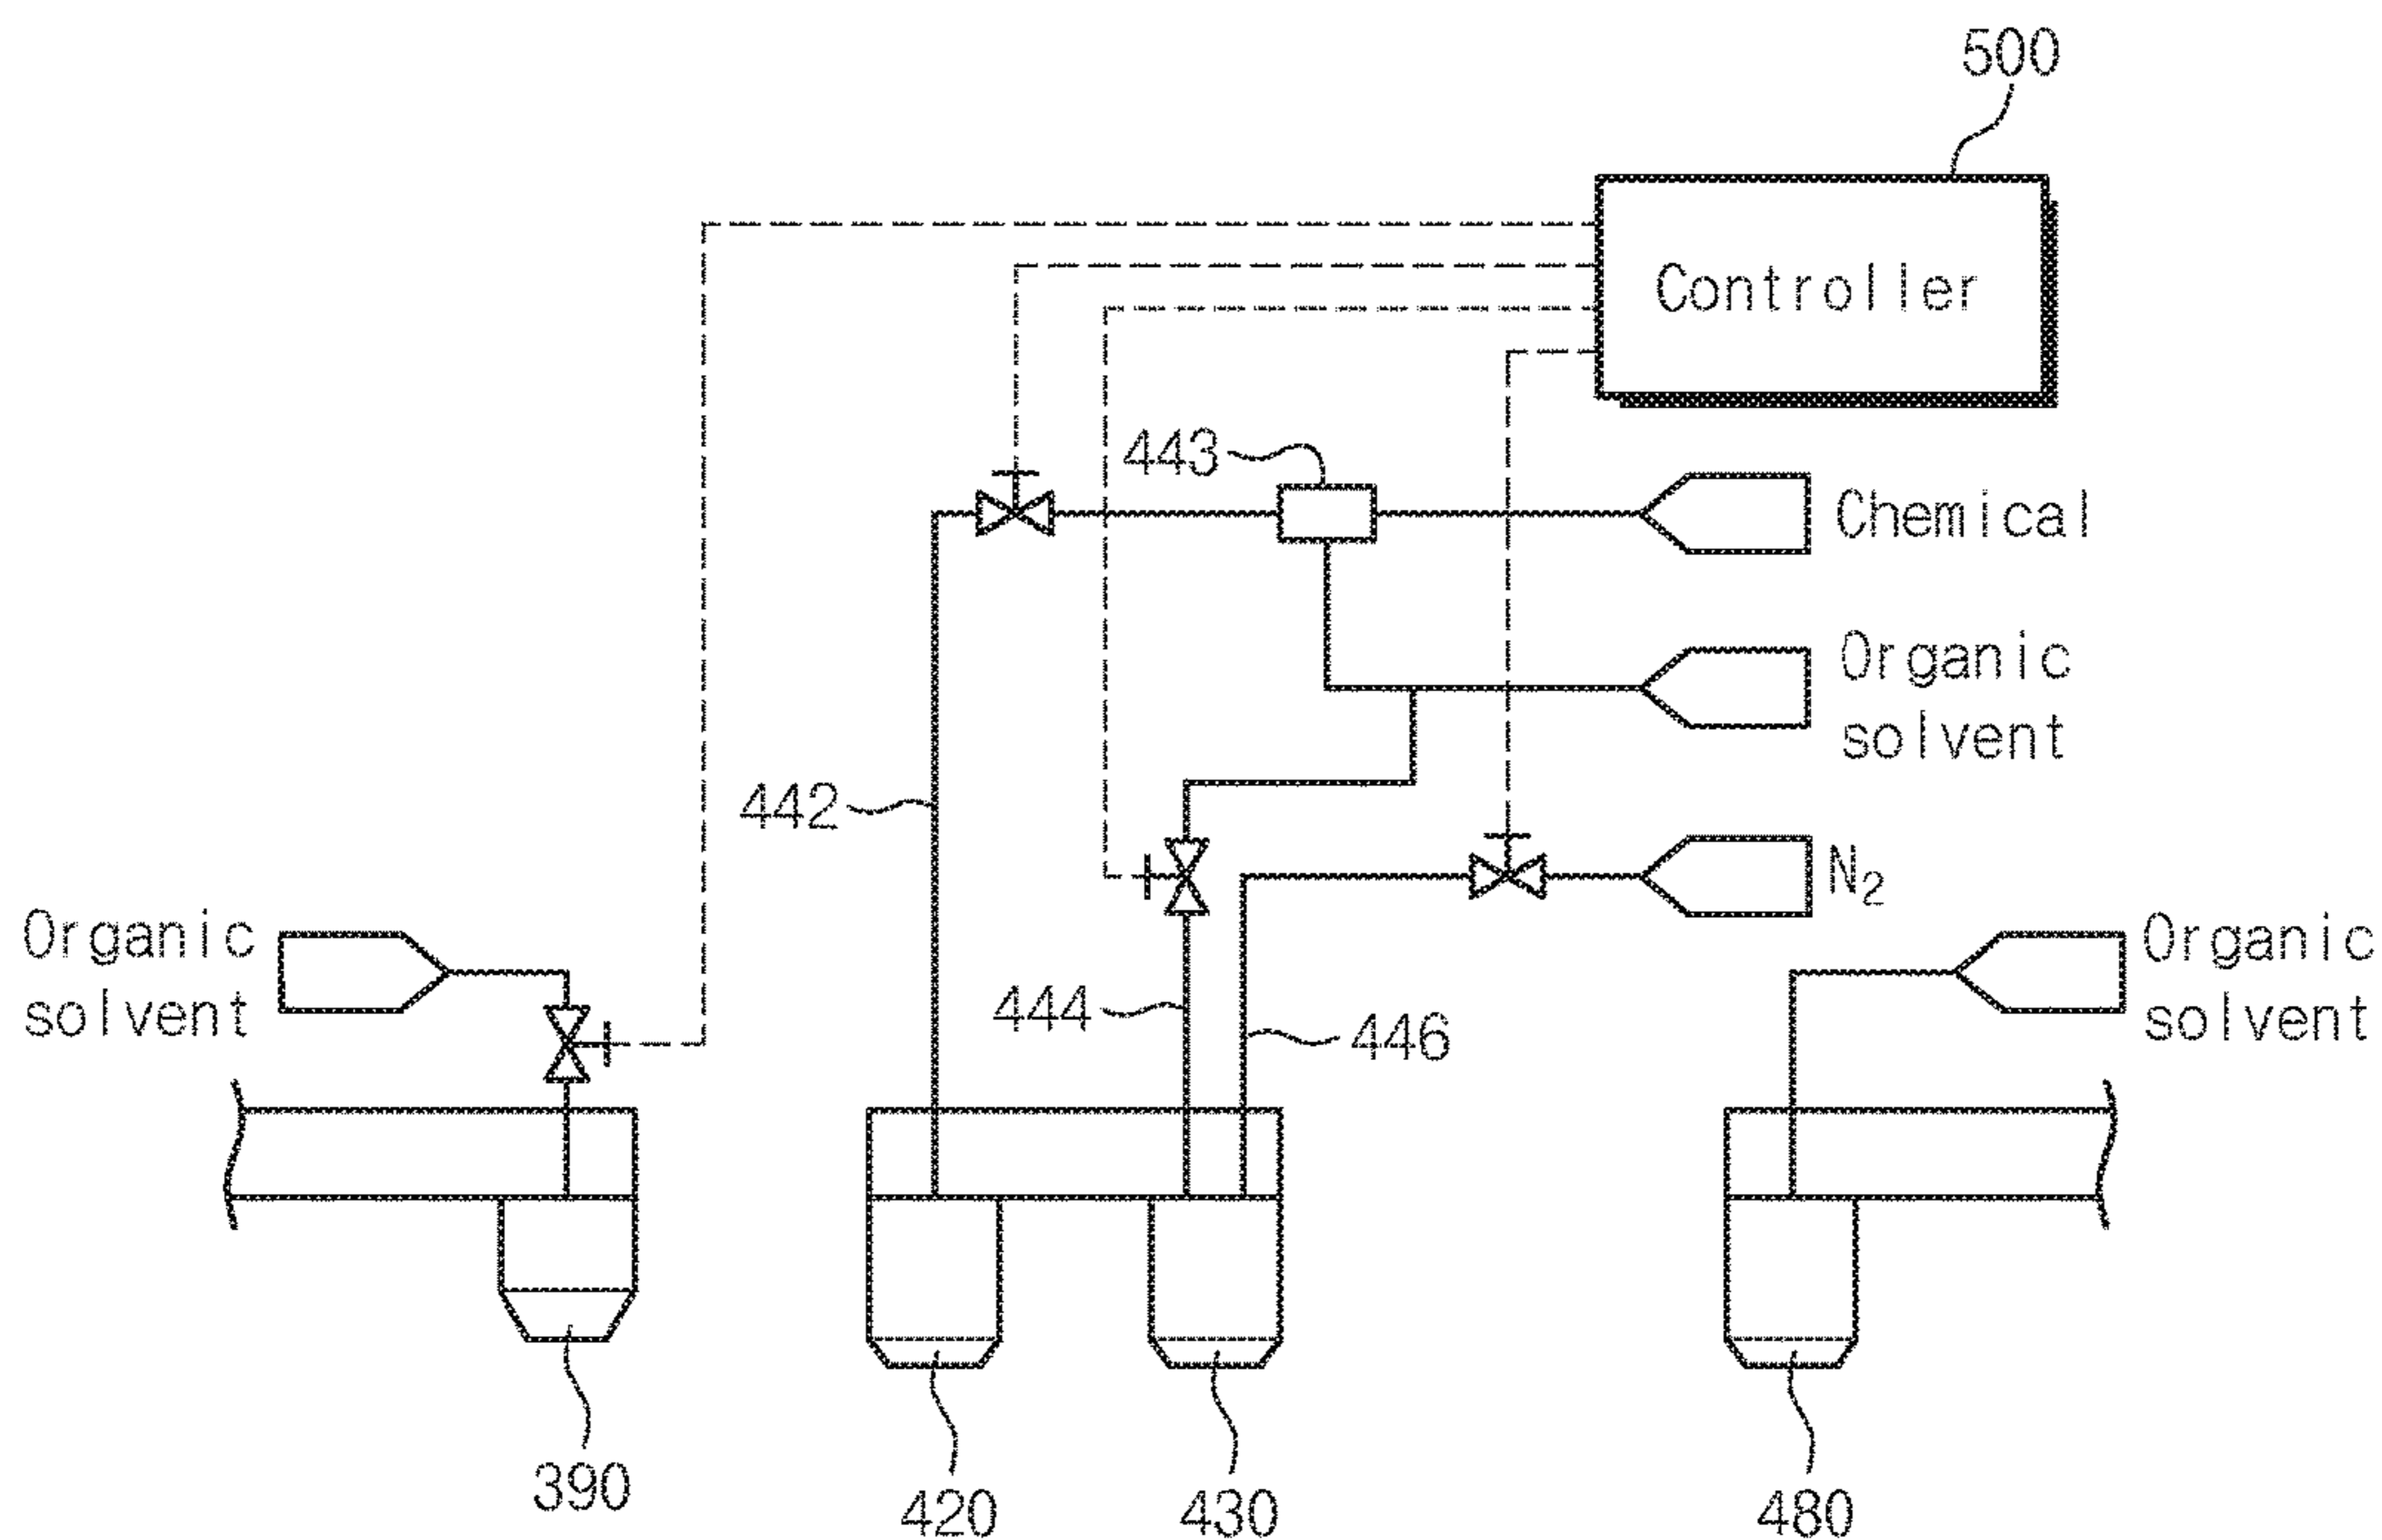 500
Controller
443
Chemical
Organic
solvent
442
N₂
Organic
solvent
Organic
solvent
444
446
390
420
430
480